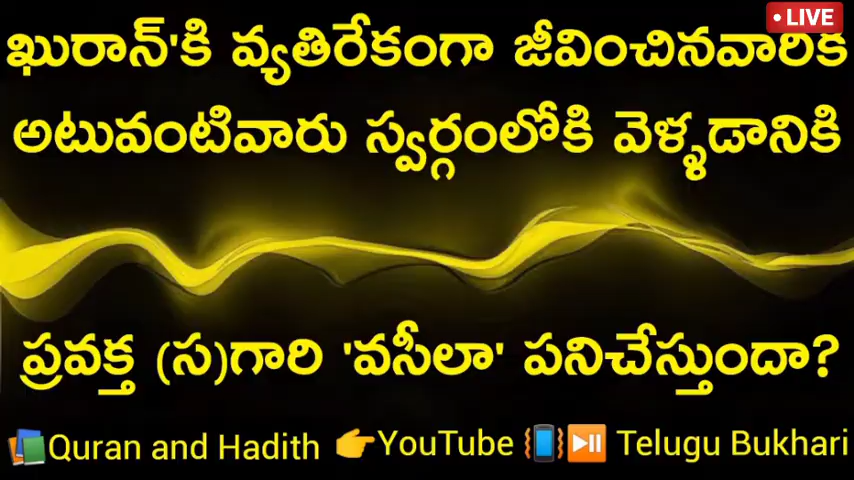 LIVE
ఖురాన్'కి వ్యతిరేకంగా జీవించినవారికి
అటువంటివారు స్వర్గంలోకి వెళ్ళడానికి
ప్రవక్త (స)గారి 'వసీలా' పనిచేస్తుందా?
Quran and Hadith YouTube Telugu Bukhari